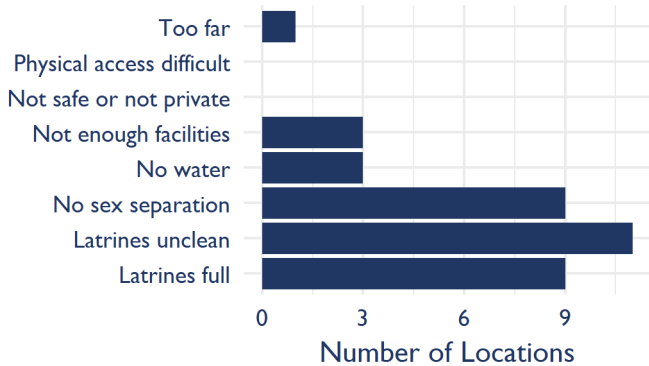 Too far
Physical access difficult
Not safe or not private
Not enough facilities
No water
No sex separation
Latrines unclean
Latrines full
0 3 6 9
Number of Locations